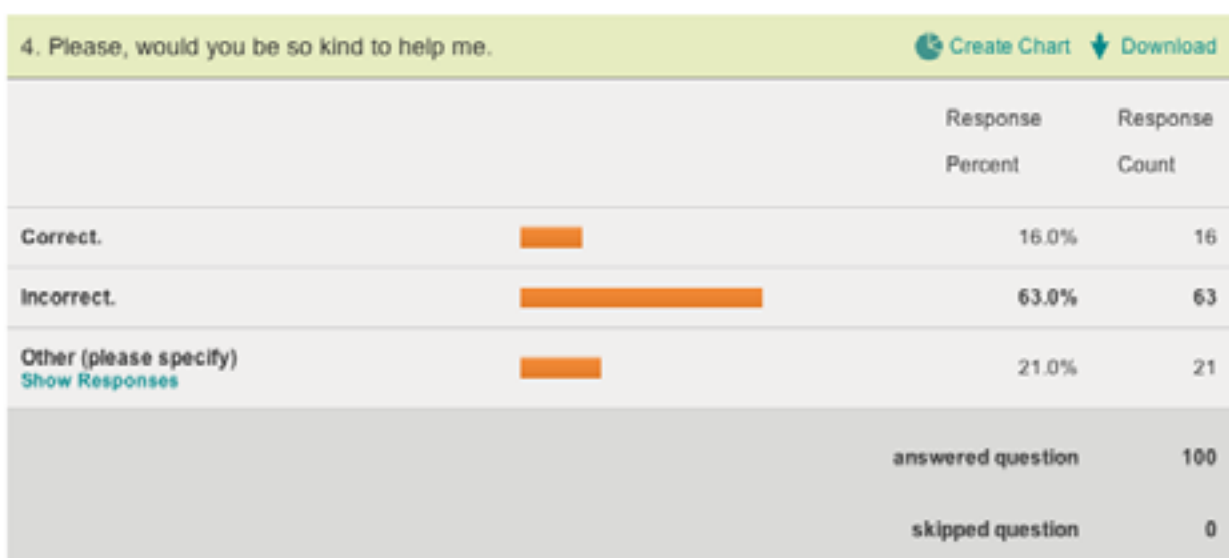 4. Please, would you be so kind to help me. Create Chart Download
Response Response
Percent Count
Correct. 16.0% 16
Incorrect. 63.0% 63
Other (please specify) 21.0% 21
Show Responses
answered question 100
skipped question 0